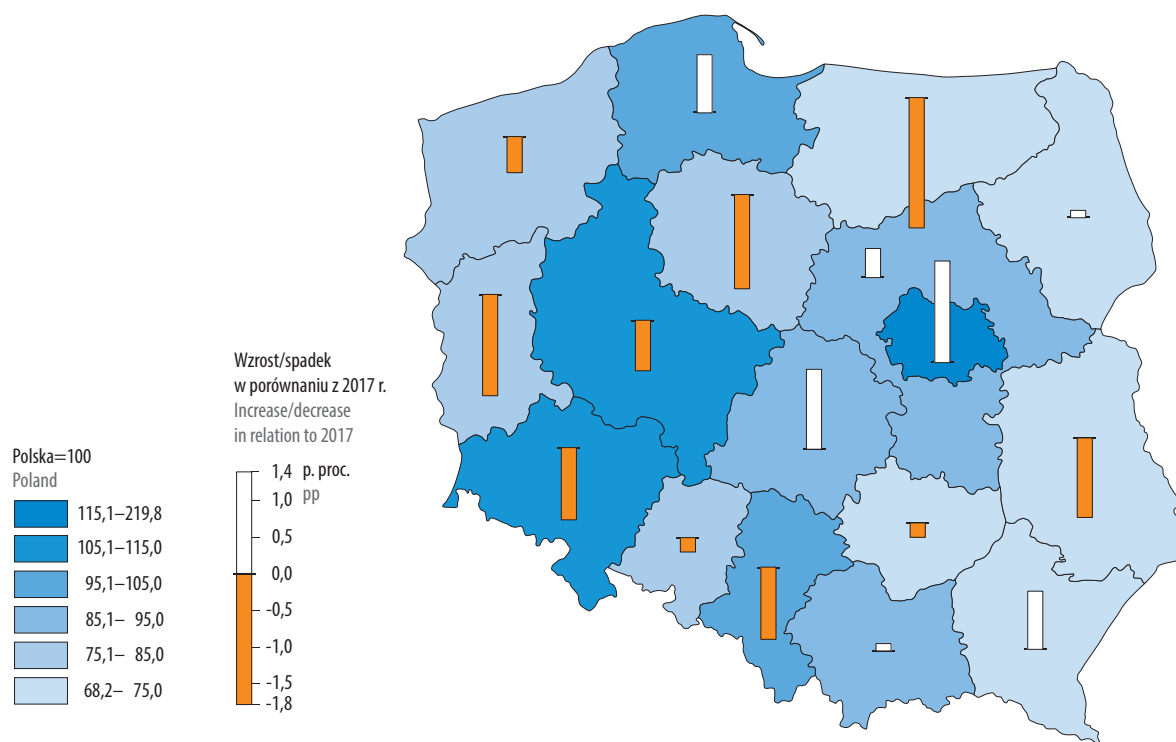 Wzrost/spadek
w porównaniu z 2017 r.
Increase/decrease
in relation to 2017
1,4 p. proc.
pp
1,0
0,5
0,0
-0,5
-1,0
-1,5
-1,8
Polska=100
Poland
115,1–219,8
105,1–115,0
95,1–105,0
85,1– 95,0
75,1– 85,0
68,2– 75,0